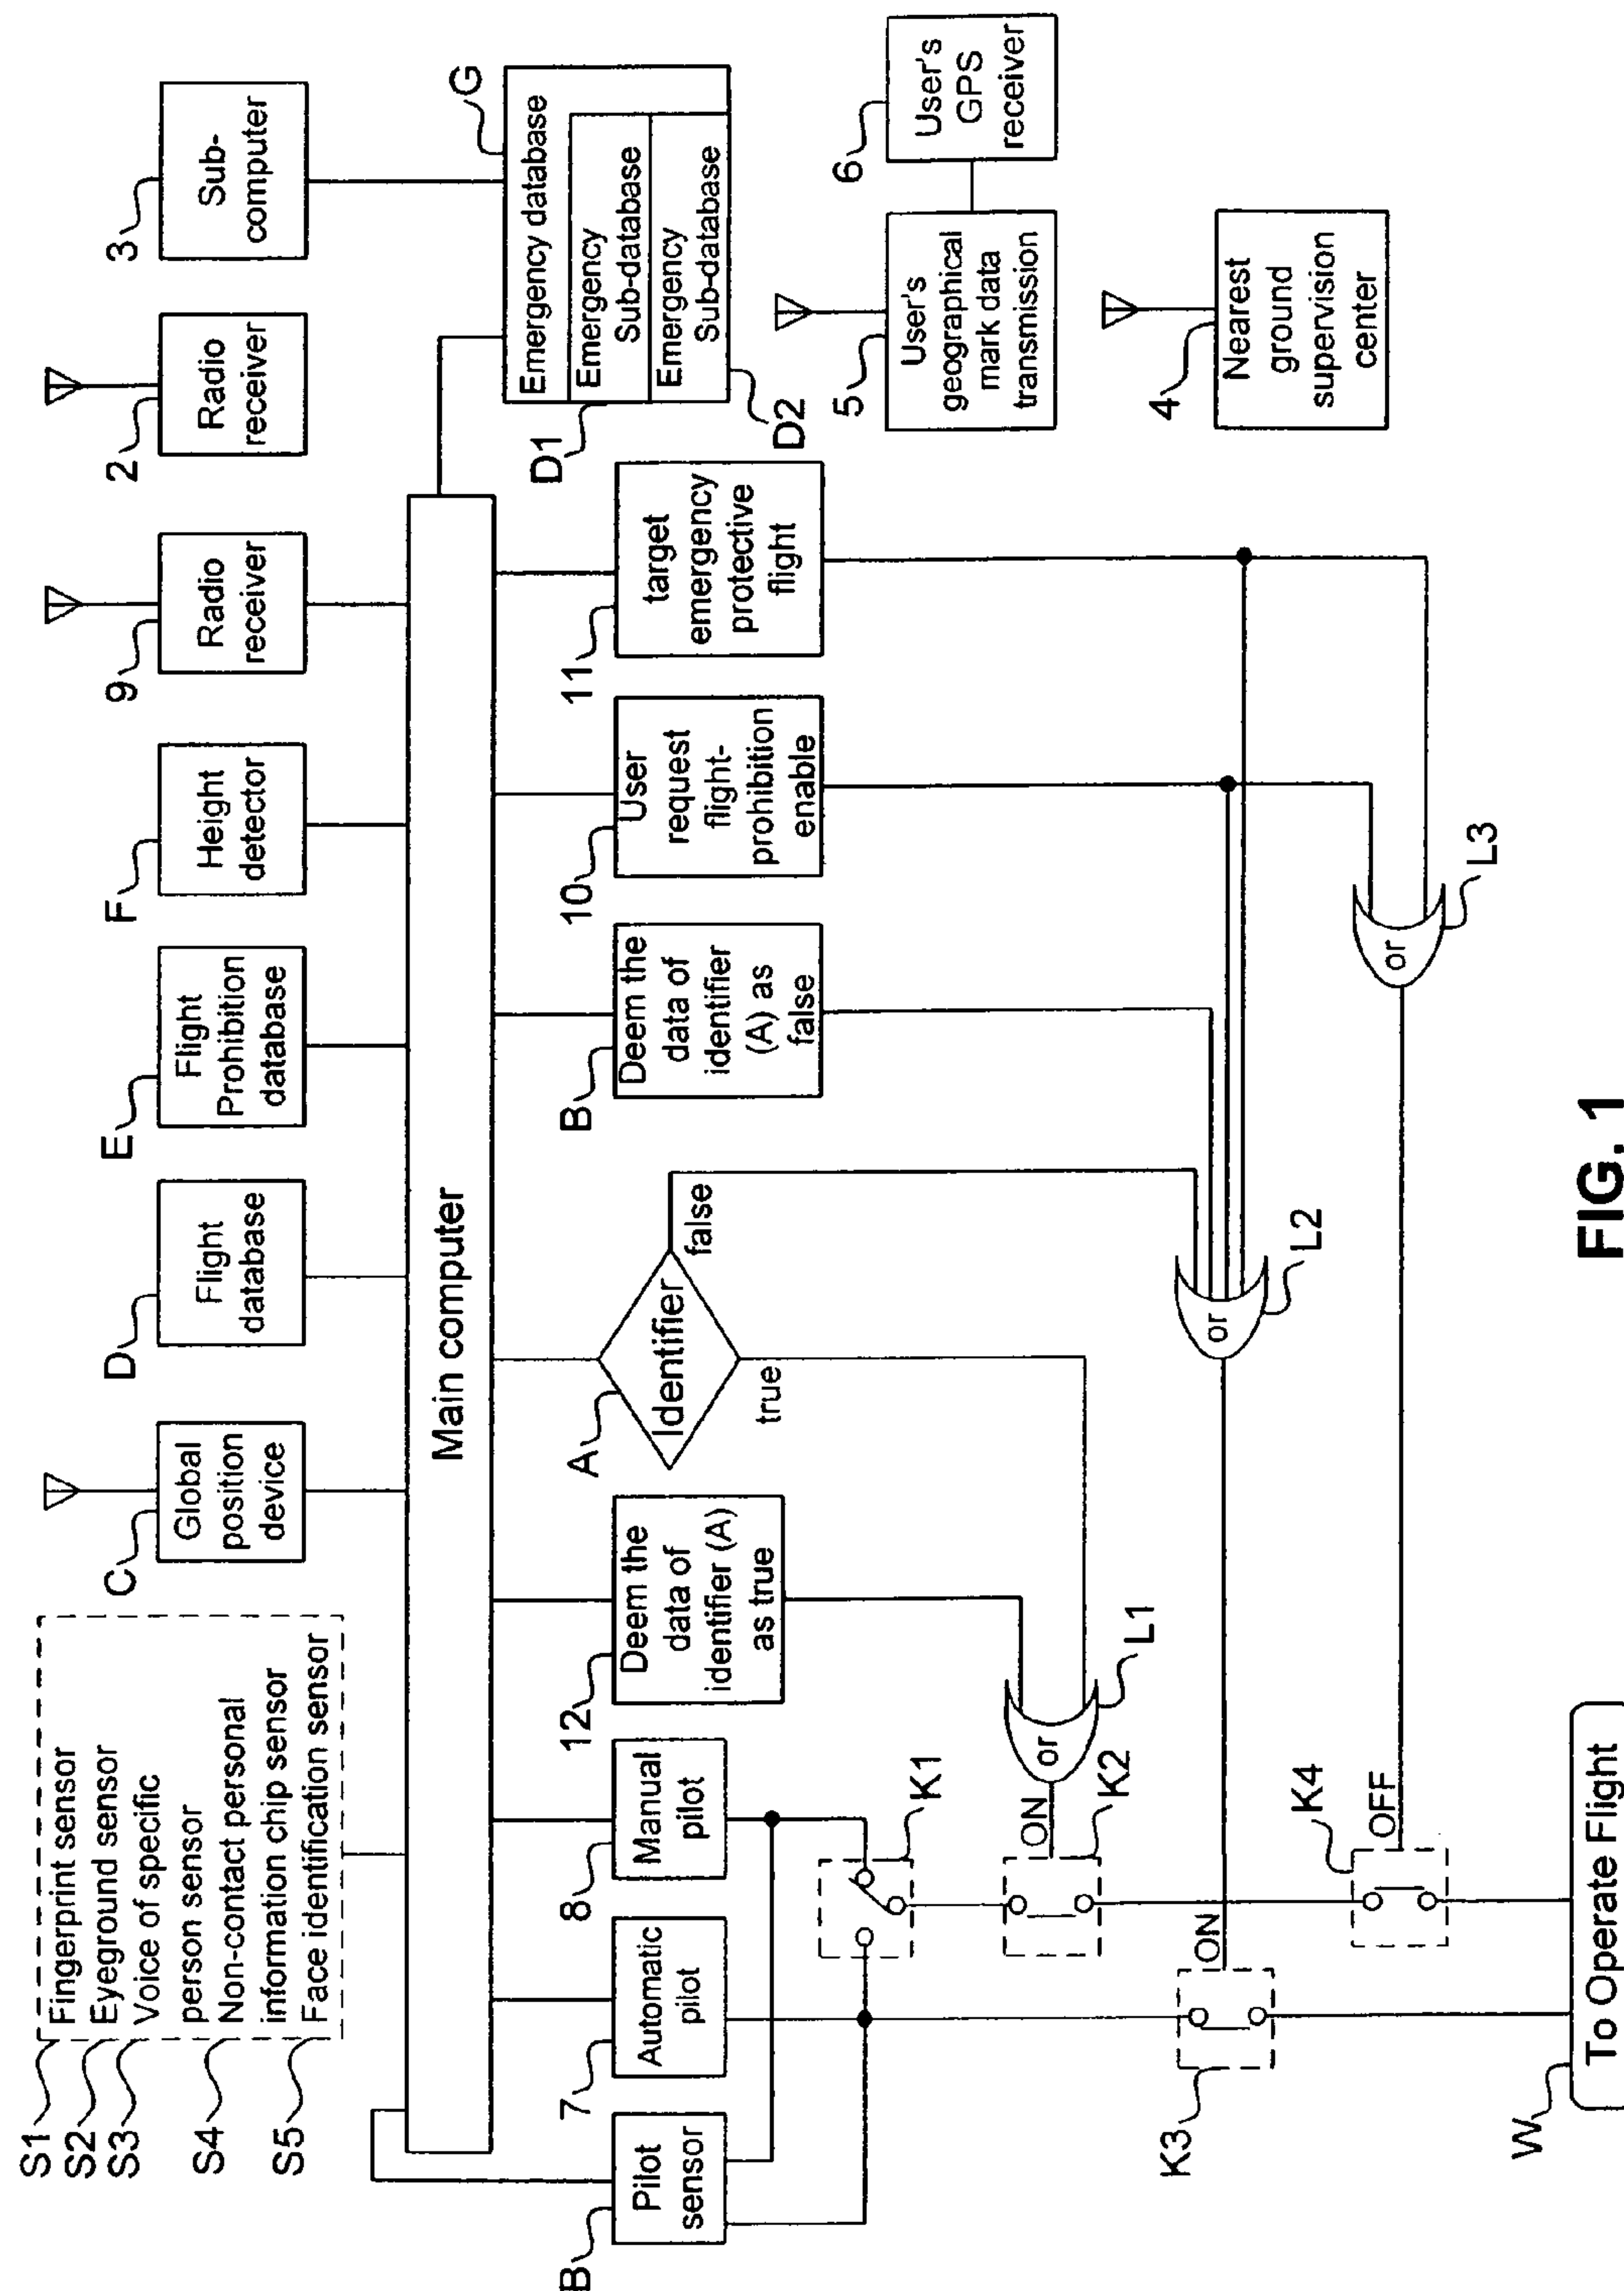 S1
Fingerprint sensor
S2
Eyeground sensor
S3
Voice of specific
person sensor
S4
Non-contact personal
information chip sensor
S5
Face identification sensor
C
Global
position
device
D
Flight
database
E
Flight
Prohibition
database
F
Height
detector
9
Radio
receiver
2
Radio
receiver
3
Sub-
computer
Main computer
G
Emergency database
Emergency
Sub-database
Emergency
Sub-database
D1
D2
B
Pilot
sensor
7
Automatic
pilot
8
Manual
pilot
12
Deem the
data of
identifier (A)
as true
A
Identifier
true
false
B
Deem the
data of
identifier
(A) as
false
10
User
request
flight-
prohibition
enable
11
target
emergency
protective
flight
5
User's
geographical
mark data
transmission
6
User's
GPS
receiver
4
Nearest
ground
supervision
center
K1
or
L1
ON
K2
or
L2
ON
K3
or
L3
OFF
K4
W
To Operate Flight
FIG. 1